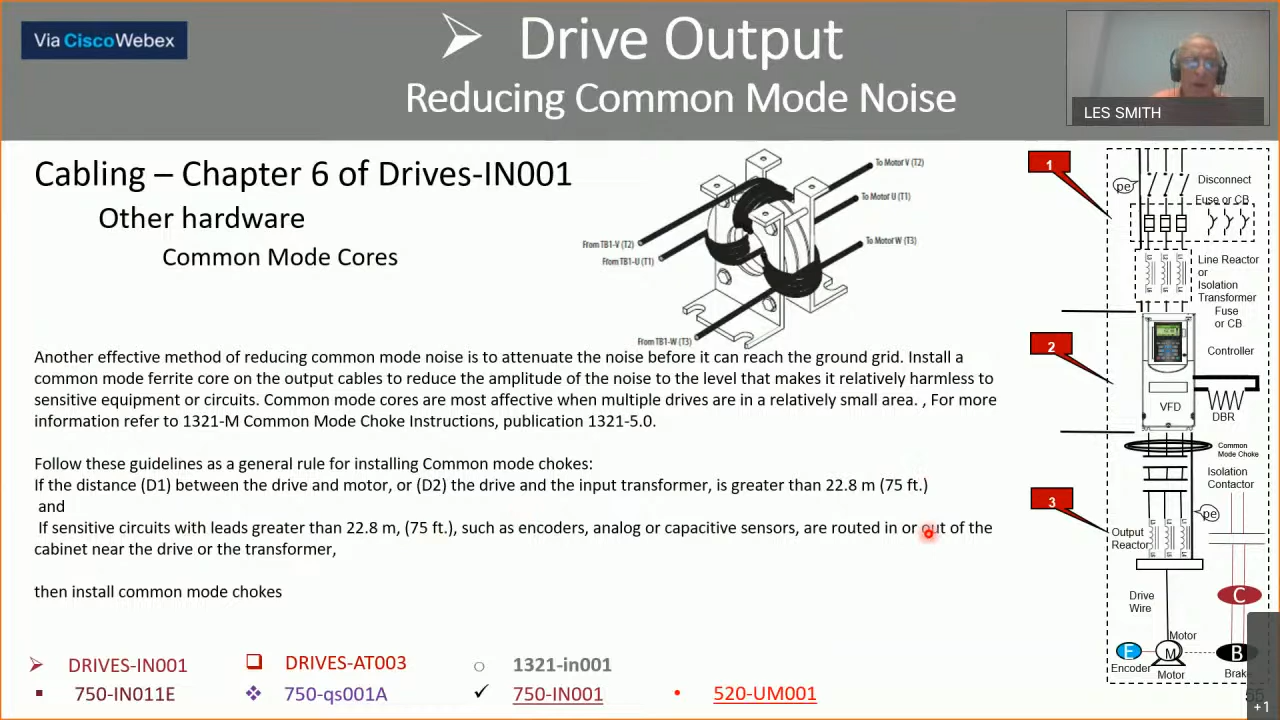 Via CiscoWebex
Drive Output
Reducing Common Mode Noise
LES SMITH
Cabling – Chapter 6 of Drives-IN001
Other hardware
Common Mode Cores
To Motor V (T2)
To Motor U (T1)
To Motor W (T3)
From TB1-V (T2)
From TB1-U (T1)
From TB1-W (T3)
Another effective method of reducing common mode noise is to attenuate the noise before it can reach the ground grid. Install a
common mode ferrite core on the output cables to reduce the amplitude of the noise to the level that makes it relatively harmless to
sensitive equipment or circuits. Common mode cores are most affective when multiple drives are in a relatively small area. , For more
information refer to 1321-M Common Mode Choke Instructions, publication 1321-5.0.
Follow these guidelines as a general rule for installing Common mode chokes:
If the distance (D1) between the drive and motor, or (D2) the drive and the input transformer, is greater than 22.8 m (75 ft.)
and
If sensitive circuits with leads greater than 22.8 m, (75 ft.), such as encoders, analog or capacitive sensors, are routed in or out of the
cabinet near the drive or the transformer,
then install common mode chokes
1
pe
Disconnect
Fuse or CB
Line Reactor
or
Isolation
Transformer
Fuse
or CB
2
Controller
VFD
DBR
Common
Mode Choke
Isolation
Contactor
3
pe
Output
Reactor
Drive
Wire
C
Motor
E
M
B
Encoder
Motor
Brake
DRIVES-IN001
DRIVES-AT003
1321-in001
750-IN011E
750-qs001A
750-IN001
520-UM001
55
+1